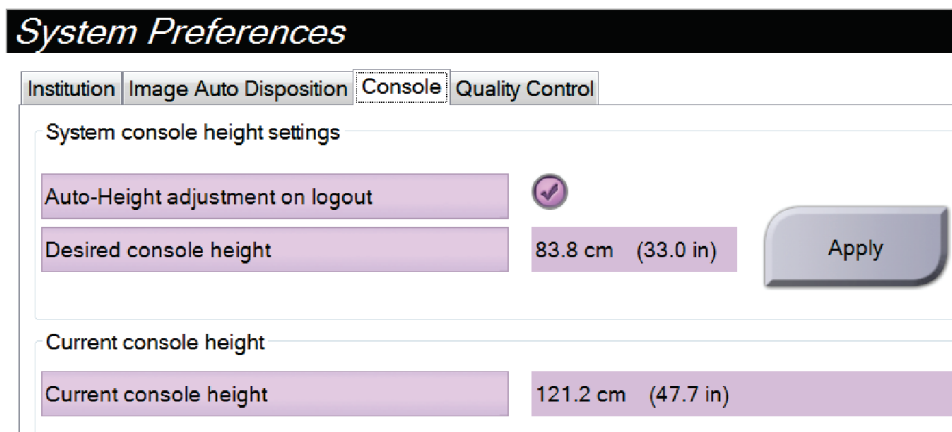 System Preferences
Institution Image Auto Disposition Console Quality Control
System console height settings
Auto-Height adjustment on logout
Desired console height 83.8 cm (33.0 in) Apply
Current console height
Current console height 121.2 cm (47.7 in)